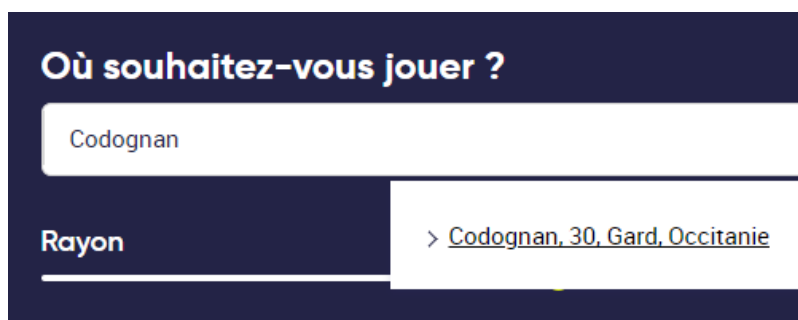 Où souhaitez-vous jouer ?
Codognan
Rayon
> Codognan, 30, Gard, Occitanie